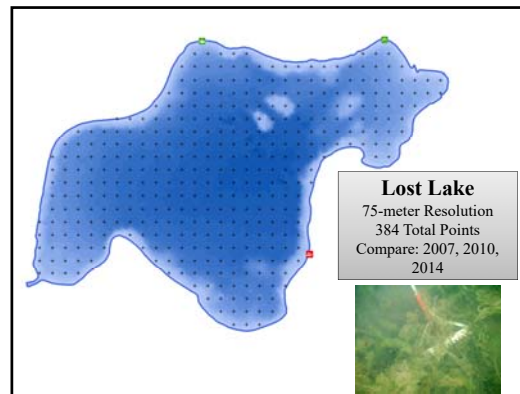 Lost Lake
75-meter Resolution
384 Total Points
Compare: 2007, 2010,
2014